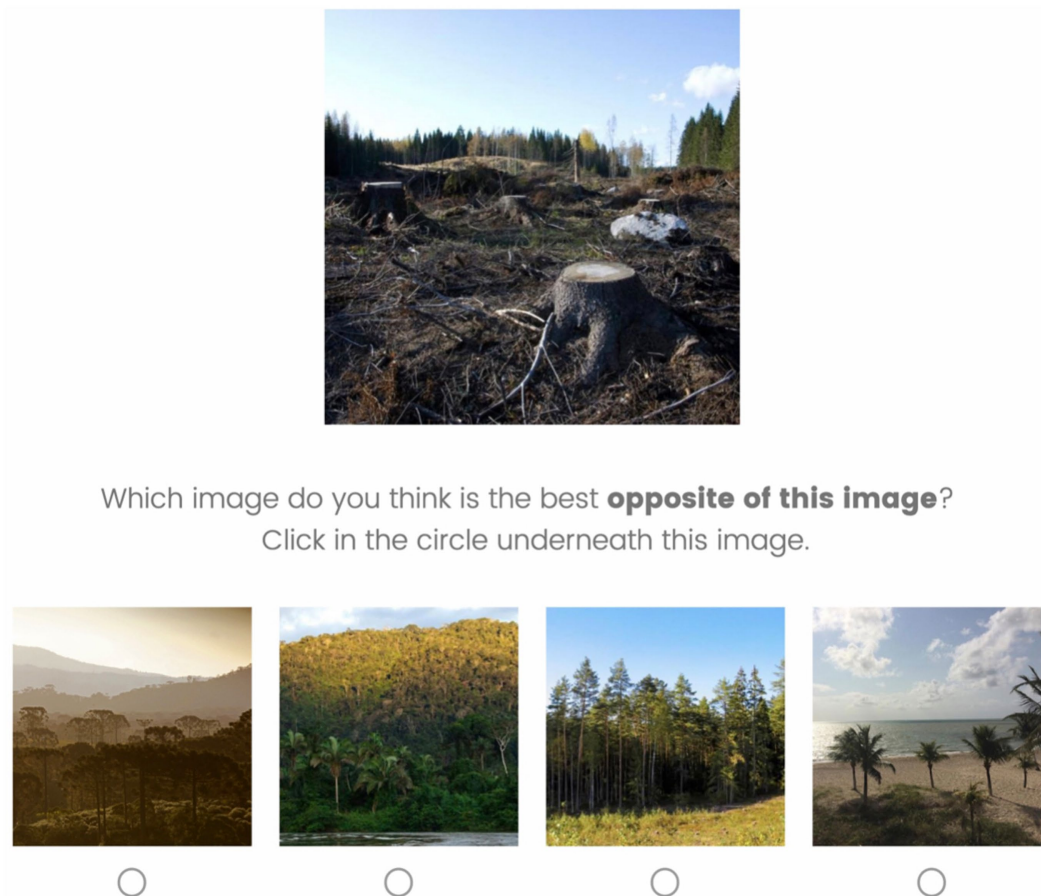 Which image do you think is the best opposite of this image?
Click in the circle underneath this image.